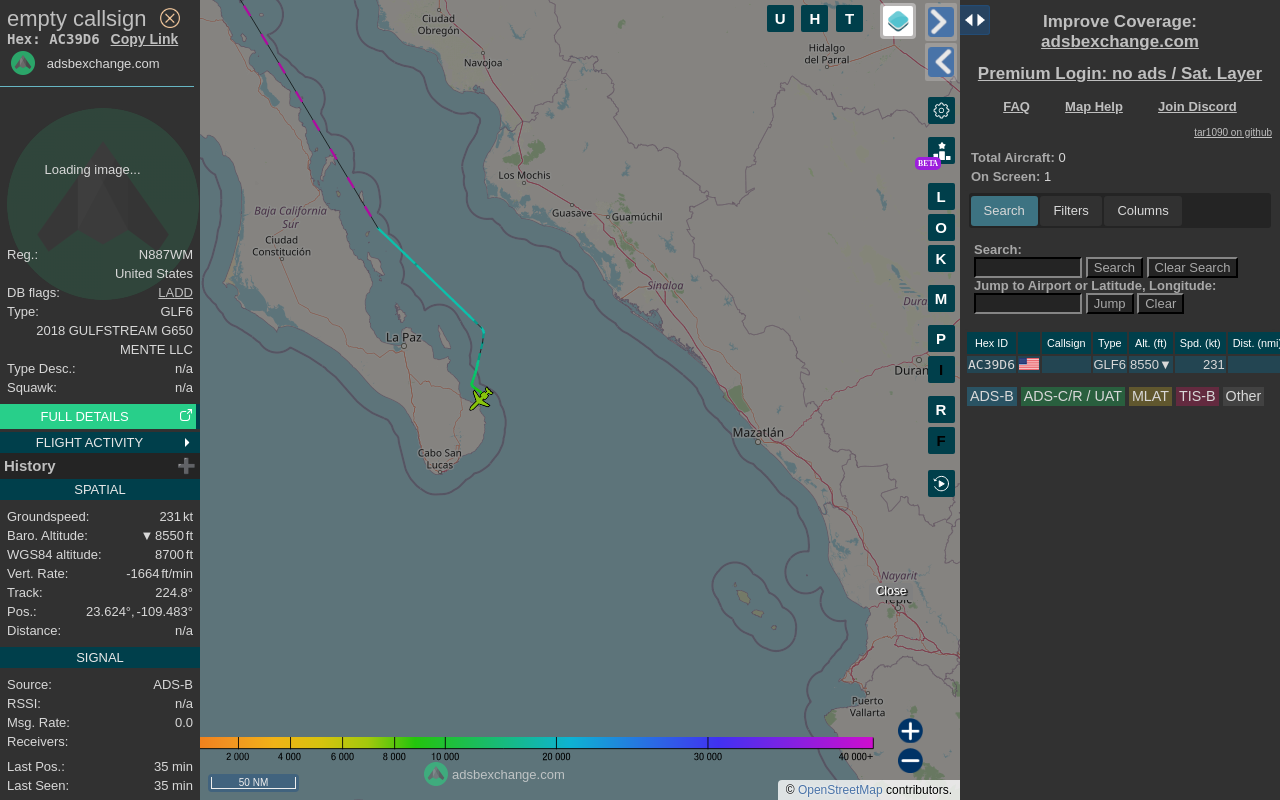 empty callsign
Hex: AC39D6 Copy Link
adsbexchange.com
Loading image...
Reg.: N887WM
United States
DB flags: LADD
Type: GLF6
2018 GULFSTREAM G650
MENTE LLC
Type Desc.: n/a
Squawk: n/a
FULL DETAILS
FLIGHT ACTIVITY
History
SPATIAL
Groundspeed: 231 kt
Baro. Altitude: ▼ 8550 ft
WGS84 altitude: 8700 ft
Vert. Rate: -1664 ft/min
Track: 224.8°
Pos.: 23.624°, -109.483°
Distance: n/a
SIGNAL
Source: ADS-B
RSSI: n/a
Msg. Rate: 0.0
Receivers:
Last Pos.: 35 min
Last Seen: 35 min
Ciudad
Obregón
Navojoa
Hidalgo
del Parral
Los Mochis
Guasave
Guamúchil
Baja California
Sur
Ciudad
Constitución
Sinaloa
Dura
La Paz
Duran
Mazatlán
Cabo San
Lucas
Nayarit
Close
Tepic
Puerto
Vallarta
U H T
BETA
L
O
K
M
P
I
R
F
2 000 4 000 6 000 8 000 10 000 20 000 30 000 40 000+
50 NM
adsbexchange.com
© OpenStreetMap contributors.
Improve Coverage:
adsbexchange.com
Premium Login: no ads / Sat. Layer
FAQ Map Help Join Discord
tar1090 on github
Total Aircraft: 0
On Screen: 1
Search Filters Columns
Search:
Search Clear Search
Jump to Airport or Latitude, Longitude:
Jump Clear
Hex ID Callsign Type Alt. (ft) Spd. (kt) Dist. (nmi)
AC39D6 GLF6 8550▼ 231
ADS-B ADS-C/R / UAT MLAT TIS-B Other